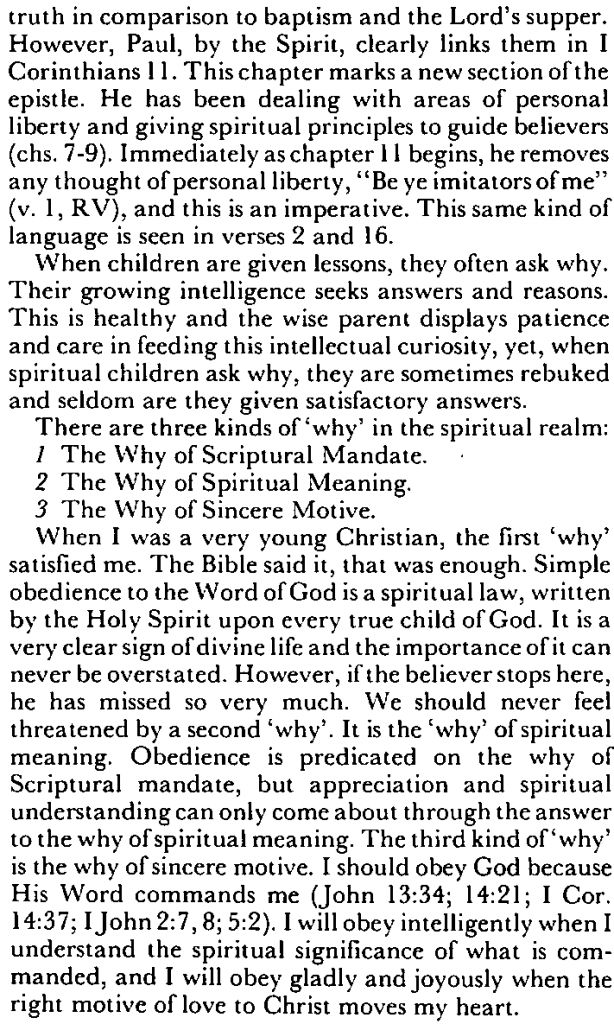 truth in comparison to baptism and the Lord's supper.
However, Paul, by the Spirit, clearly links them in I
Corinthians 11. This chapter marks a new section of the
epistle. He has been dealing with areas of personal
liberty and giving spiritual principles to guide believers
(chs. 7-9). Immediately as chapter 11 begins, he removes
any thought of personal liberty, “Be ye imitators of me”
(v. 1, RV), and this is an imperative. This same kind of
language is seen in verses 2 and 16.
When children are given lessons, they often ask why.
Their growing intelligence seeks answers and reasons.
This is healthy and the wise parent displays patience
and care in feeding this intellectual curiosity, yet, when
spiritual children ask why, they are sometimes rebuked
and seldom are they given satisfactory answers.
There are three kinds of ‘why’ in the spiritual realm:
1 The Why of Scriptural Mandate.
2 The Why of Spiritual Meaning.
3 The Why of Sincere Motive.
When I was a very young Christian, the first ‘why’
satisfied me. The Bible said it, that was enough. Simple
obedience to the Word of God is a spiritual law, written
by the Holy Spirit upon every true child of God. It is a
very clear sign of divine life and the importance of it can
never be overstated. However, if the believer stops here,
he has missed so very much. We should never feel
threatened by a second ‘why’. It is the ‘why’ of spiritual
meaning. Obedience is predicated on the why of
Scriptural mandate, but appreciation and spiritual
understanding can only come about through the answer
to the why of spiritual meaning. The third kind of ‘why’
is the why of sincere motive. I should obey God because
His Word commands me (John 13:34; 14:21; I Cor.
14:37; I John 2:7, 8; 5:2). I will obey intelligently when I
understand the spiritual significance of what is com-
manded, and I will obey gladly and joyously when the
right motive of love to Christ moves my heart.